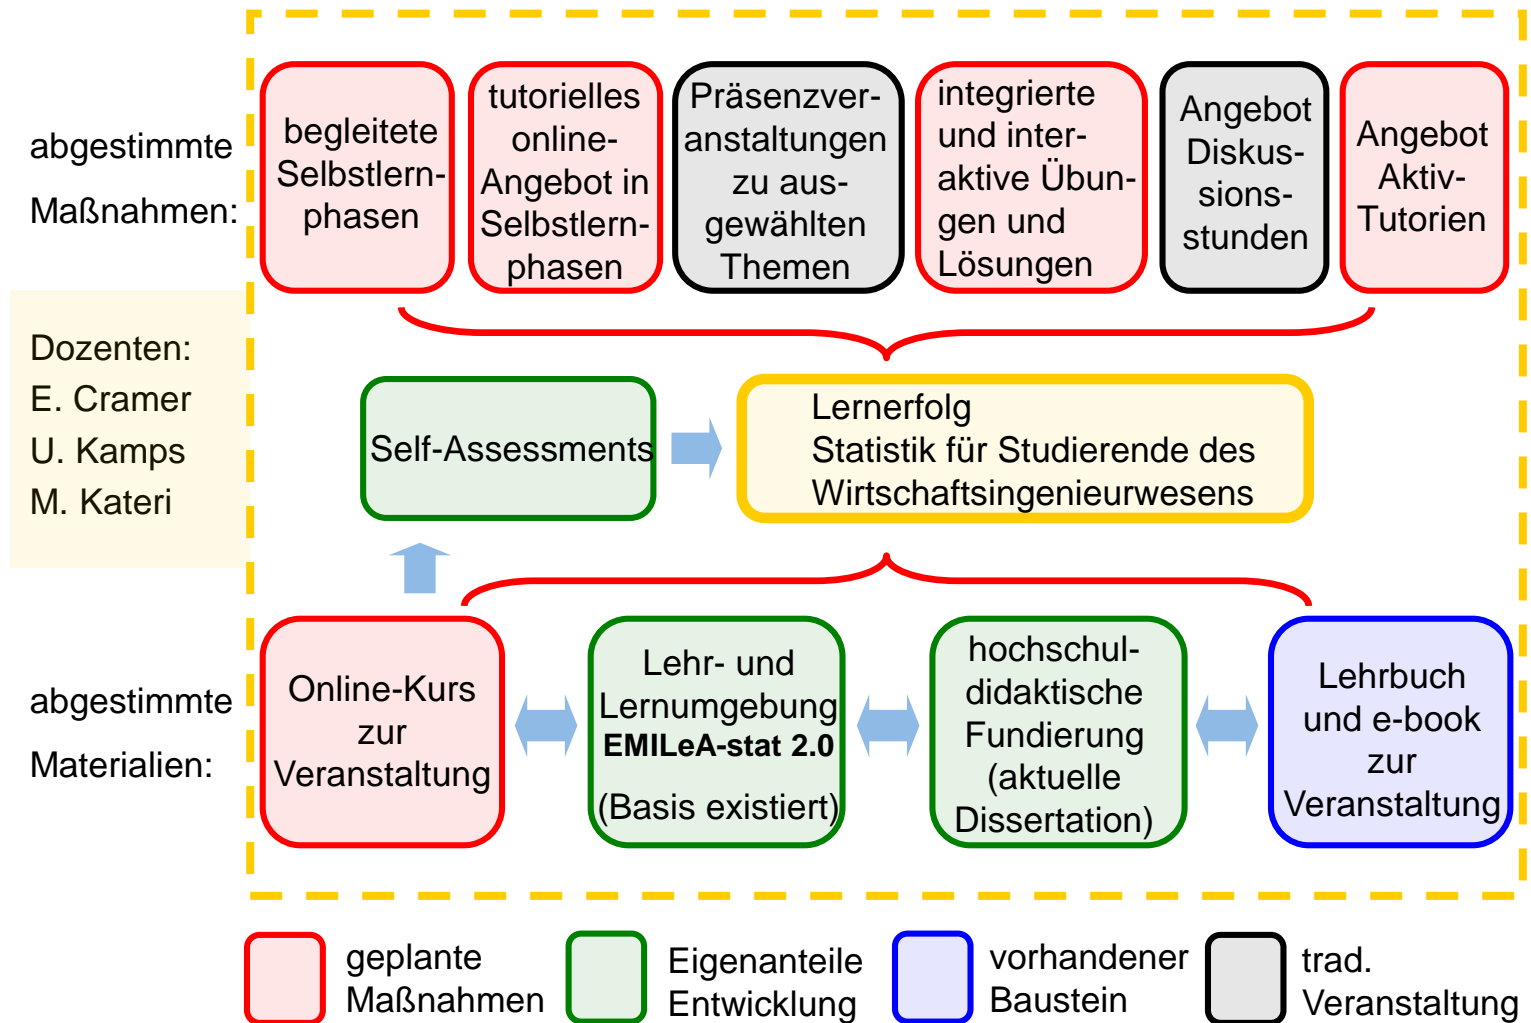 abgestimmte
Maßnahmen:
begleitete
Selbstlern-
phasen
tutorielles
online-
Angebot in
Selbstlern-
phasen
Präsenzver-
anstaltungen
zu aus-
gewählten
Themen
integrierte
und inter-
aktive Übun-
gen und
Lösungen
Angebot
Diskus-
sions-
stunden
Angebot
Aktiv-
Tutorien
Dozenten:
E. Cramer
U. Kamps
M. Kateri
Self-Assessments
Lernerfolg
Statistik für Studierende des
Wirtschaftsingenieurwesens
abgestimmte
Materialien:
Online-Kurs
zur
Veranstaltung
Lehr- und
Lernumgebung
EMILeA-stat 2.0
(Basis existiert)
hochschul-
didaktische
Fundierung
(aktuelle
Dissertation)
Lehrbuch
und e-book
zur
Veranstaltung
geplante
Maßnahmen
Eigenanteile
Entwicklung
vorhandener
Baustein
trad.
Veranstaltung